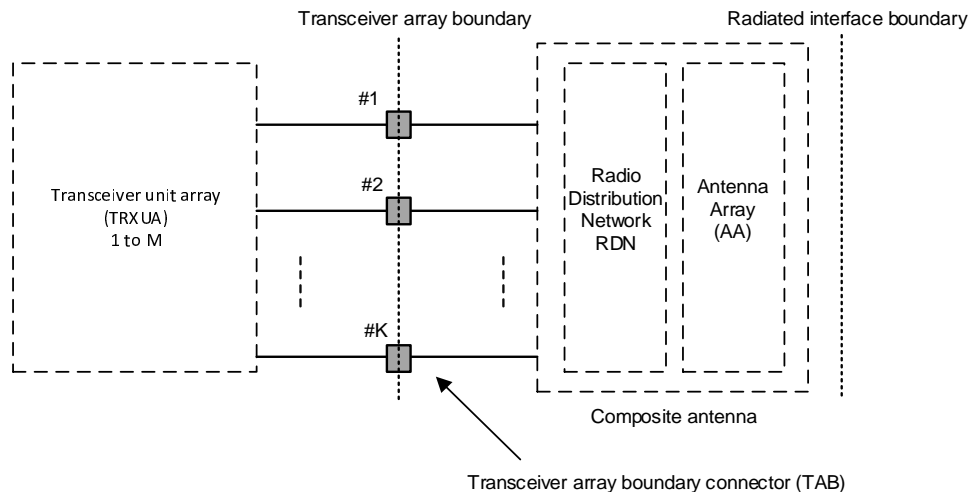 Transceiver array boundary
Radiated interface boundary
#1
#2
#K
Transceiver unit array
(TRXUA)
1 to M
Radio
Distribution
Network
RDN
Antenna
Array
(AA)
Composite antenna
Transceiver array boundary connector (TAB)